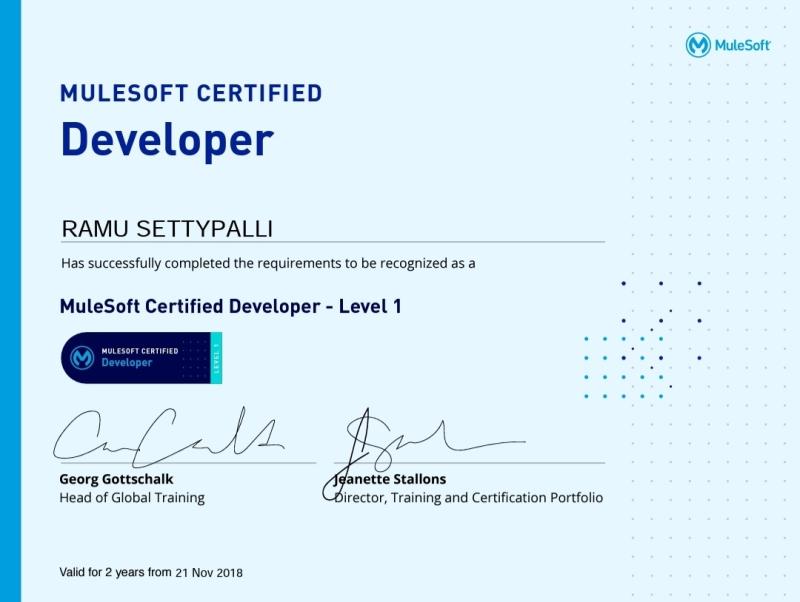 MuleSoft
MULESOFT CERTIFIED
Developer
RAMU SETTYPALLI
Has successfully completed the requirements to be recognized as a
MuleSoft Certified Developer - Level 1
MULESOFT CERTIFIED
Developer
LEVEL 1
Georg Gottschalk
Head of Global Training
Jeanette Stallons
Director, Training and Certification Portfolio
Valid for 2 years from 21 Nov 2018